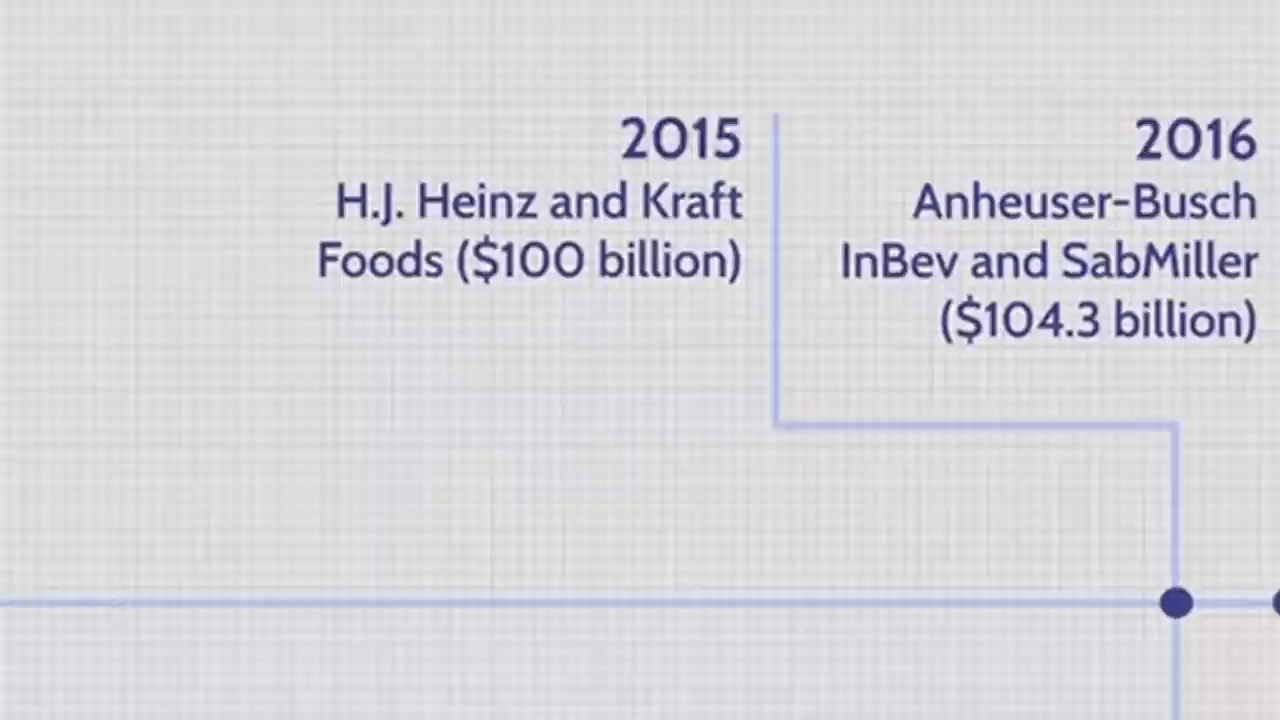 2015
H.J. Heinz and Kraft
Foods ($100 billion)
2016
Anheuser-Busch
InBev and SabMiller
($104.3 billion)